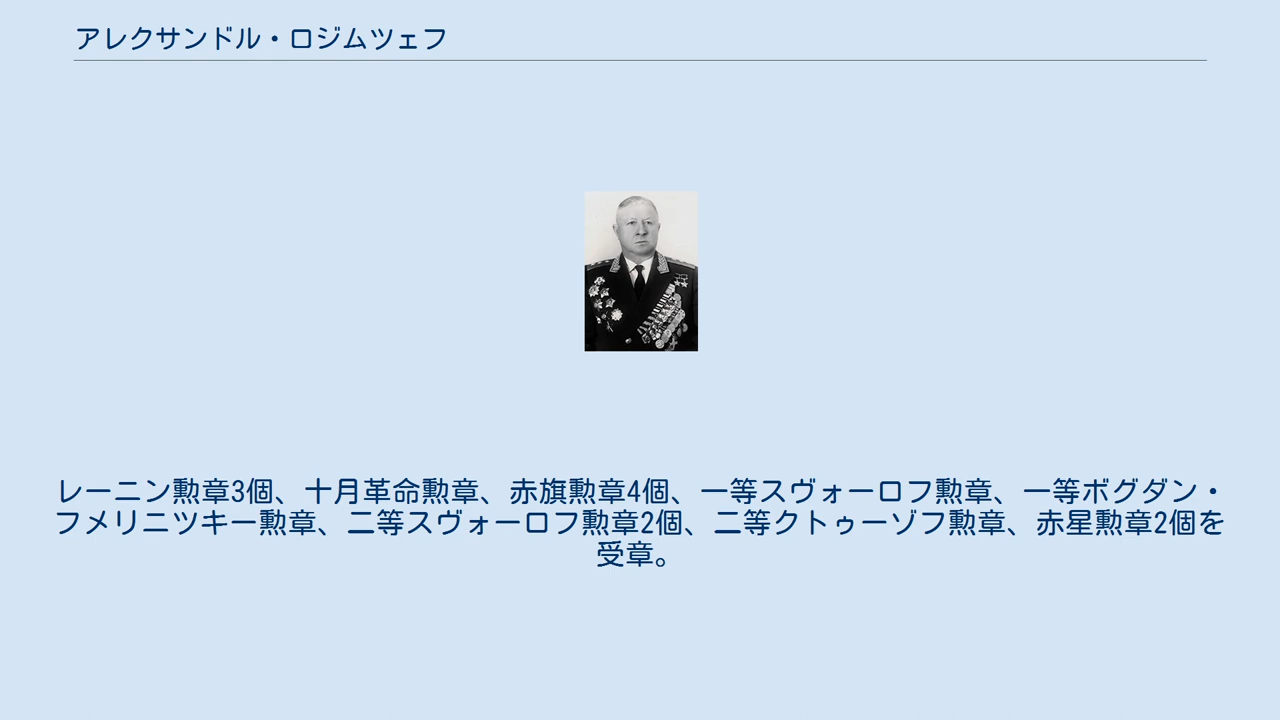 アレクサンドル・ロジムツェフ
レーニン勲章3個、十月革命勲章、赤旗勲章4個、一等スヴォーロフ勲章、一等ボグダン・
フメリニツキー勲章、二等スヴォーロフ勲章2個、二等クトゥーゾフ勲章、赤星勲章2個を
受章。